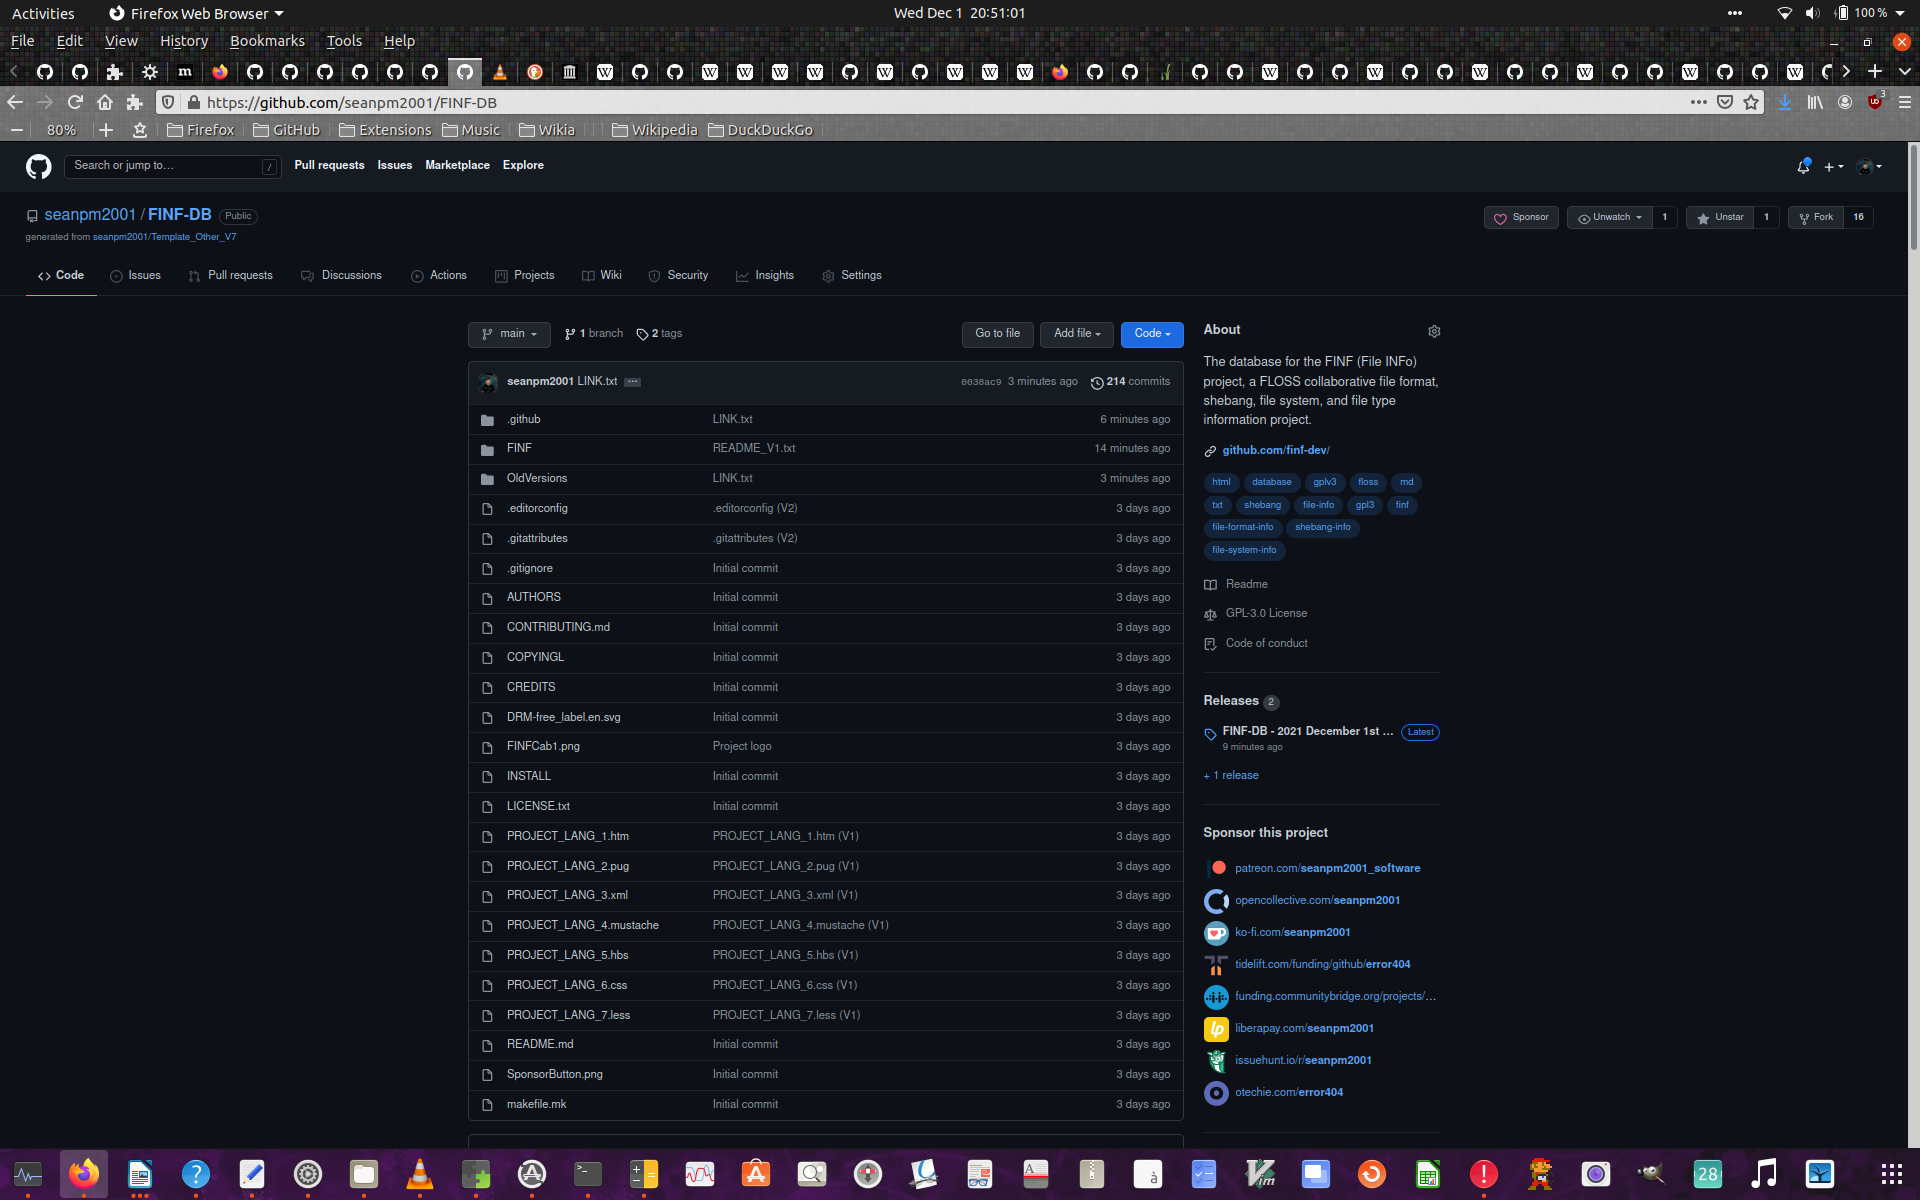 Activities Firefox Web Browser Wed Dec 1 20:51:01 100 %
File Edit View History Bookmarks Tools Help
https://github.com/seanpm2001/FINF-DB 3
80% Firefox GitHub Extensions Music Wikia Wikipedia DuckDuckGo
Search or jump to… / Pull requests Issues Marketplace Explore
seanpm2001 / FINF-DB Public Sponsor Unwatch 1 Unstar 1 Fork 16
generated from seanpm2001/Template_Other_V7
Code Issues Pull requests Discussions Actions Projects Wiki Security Insights Settings
main 1 branch 2 tags Go to file Add file Code
seanpm2001 LINK.txt ... 0038ac9 3 minutes ago 214 commits
.github LINK.txt 6 minutes ago
FINF README_V1.txt 14 minutes ago
OldVersions LINK.txt 3 minutes ago
.editorconfig .editorconfig (V2) 3 days ago
.gitattributes .gitattributes (V2) 3 days ago
.gitignore Initial commit 3 days ago
AUTHORS Initial commit 3 days ago
CONTRIBUTING.md Initial commit 3 days ago
COPYINGL Initial commit 3 days ago
CREDITS Initial commit 3 days ago
DRM-free_label.en.svg Initial commit 3 days ago
FINFCab1.png Project logo 3 days ago
INSTALL Initial commit 3 days ago
LICENSE.txt Initial commit 3 days ago
PROJECT_LANG_1.htm PROJECT_LANG_1.htm (V1) 3 days ago
PROJECT_LANG_2.pug PROJECT_LANG_2.pug (V1) 3 days ago
PROJECT_LANG_3.xml PROJECT_LANG_3.xml (V1) 3 days ago
PROJECT_LANG_4.mustache PROJECT_LANG_4.mustache (V1) 3 days ago
PROJECT_LANG_5.hbs PROJECT_LANG_5.hbs (V1) 3 days ago
PROJECT_LANG_6.css PROJECT_LANG_6.css (V1) 3 days ago
PROJECT_LANG_7.less PROJECT_LANG_7.less (V1) 3 days ago
README.md Initial commit 3 days ago
SponsorButton.png Initial commit 3 days ago
makefile.mk Initial commit 3 days ago
About
The database for the FINF (File INFo)
project, a FLOSS collaborative file format,
shebang, file system, and file type
information project.
github.com/finf-dev/
html database gplv3 floss md
txt shebang file-info gpl3 finf
file-format-info shebang-info
file-system-info
Readme
GPL-3.0 License
Code of conduct
Releases 2
FINF-DB - 2021 December 1st ... Latest
9 minutes ago
+ 1 release
Sponsor this project
patreon.com/seanpm2001_software
opencollective.com/seanpm2001
ko-fi.com/seanpm2001
tidelift.com/funding/github/error404
funding.communitybridge.org/projects/...
liberapay.com/seanpm2001
issuehunt.io/r/seanpm2001
otechie.com/error404
28